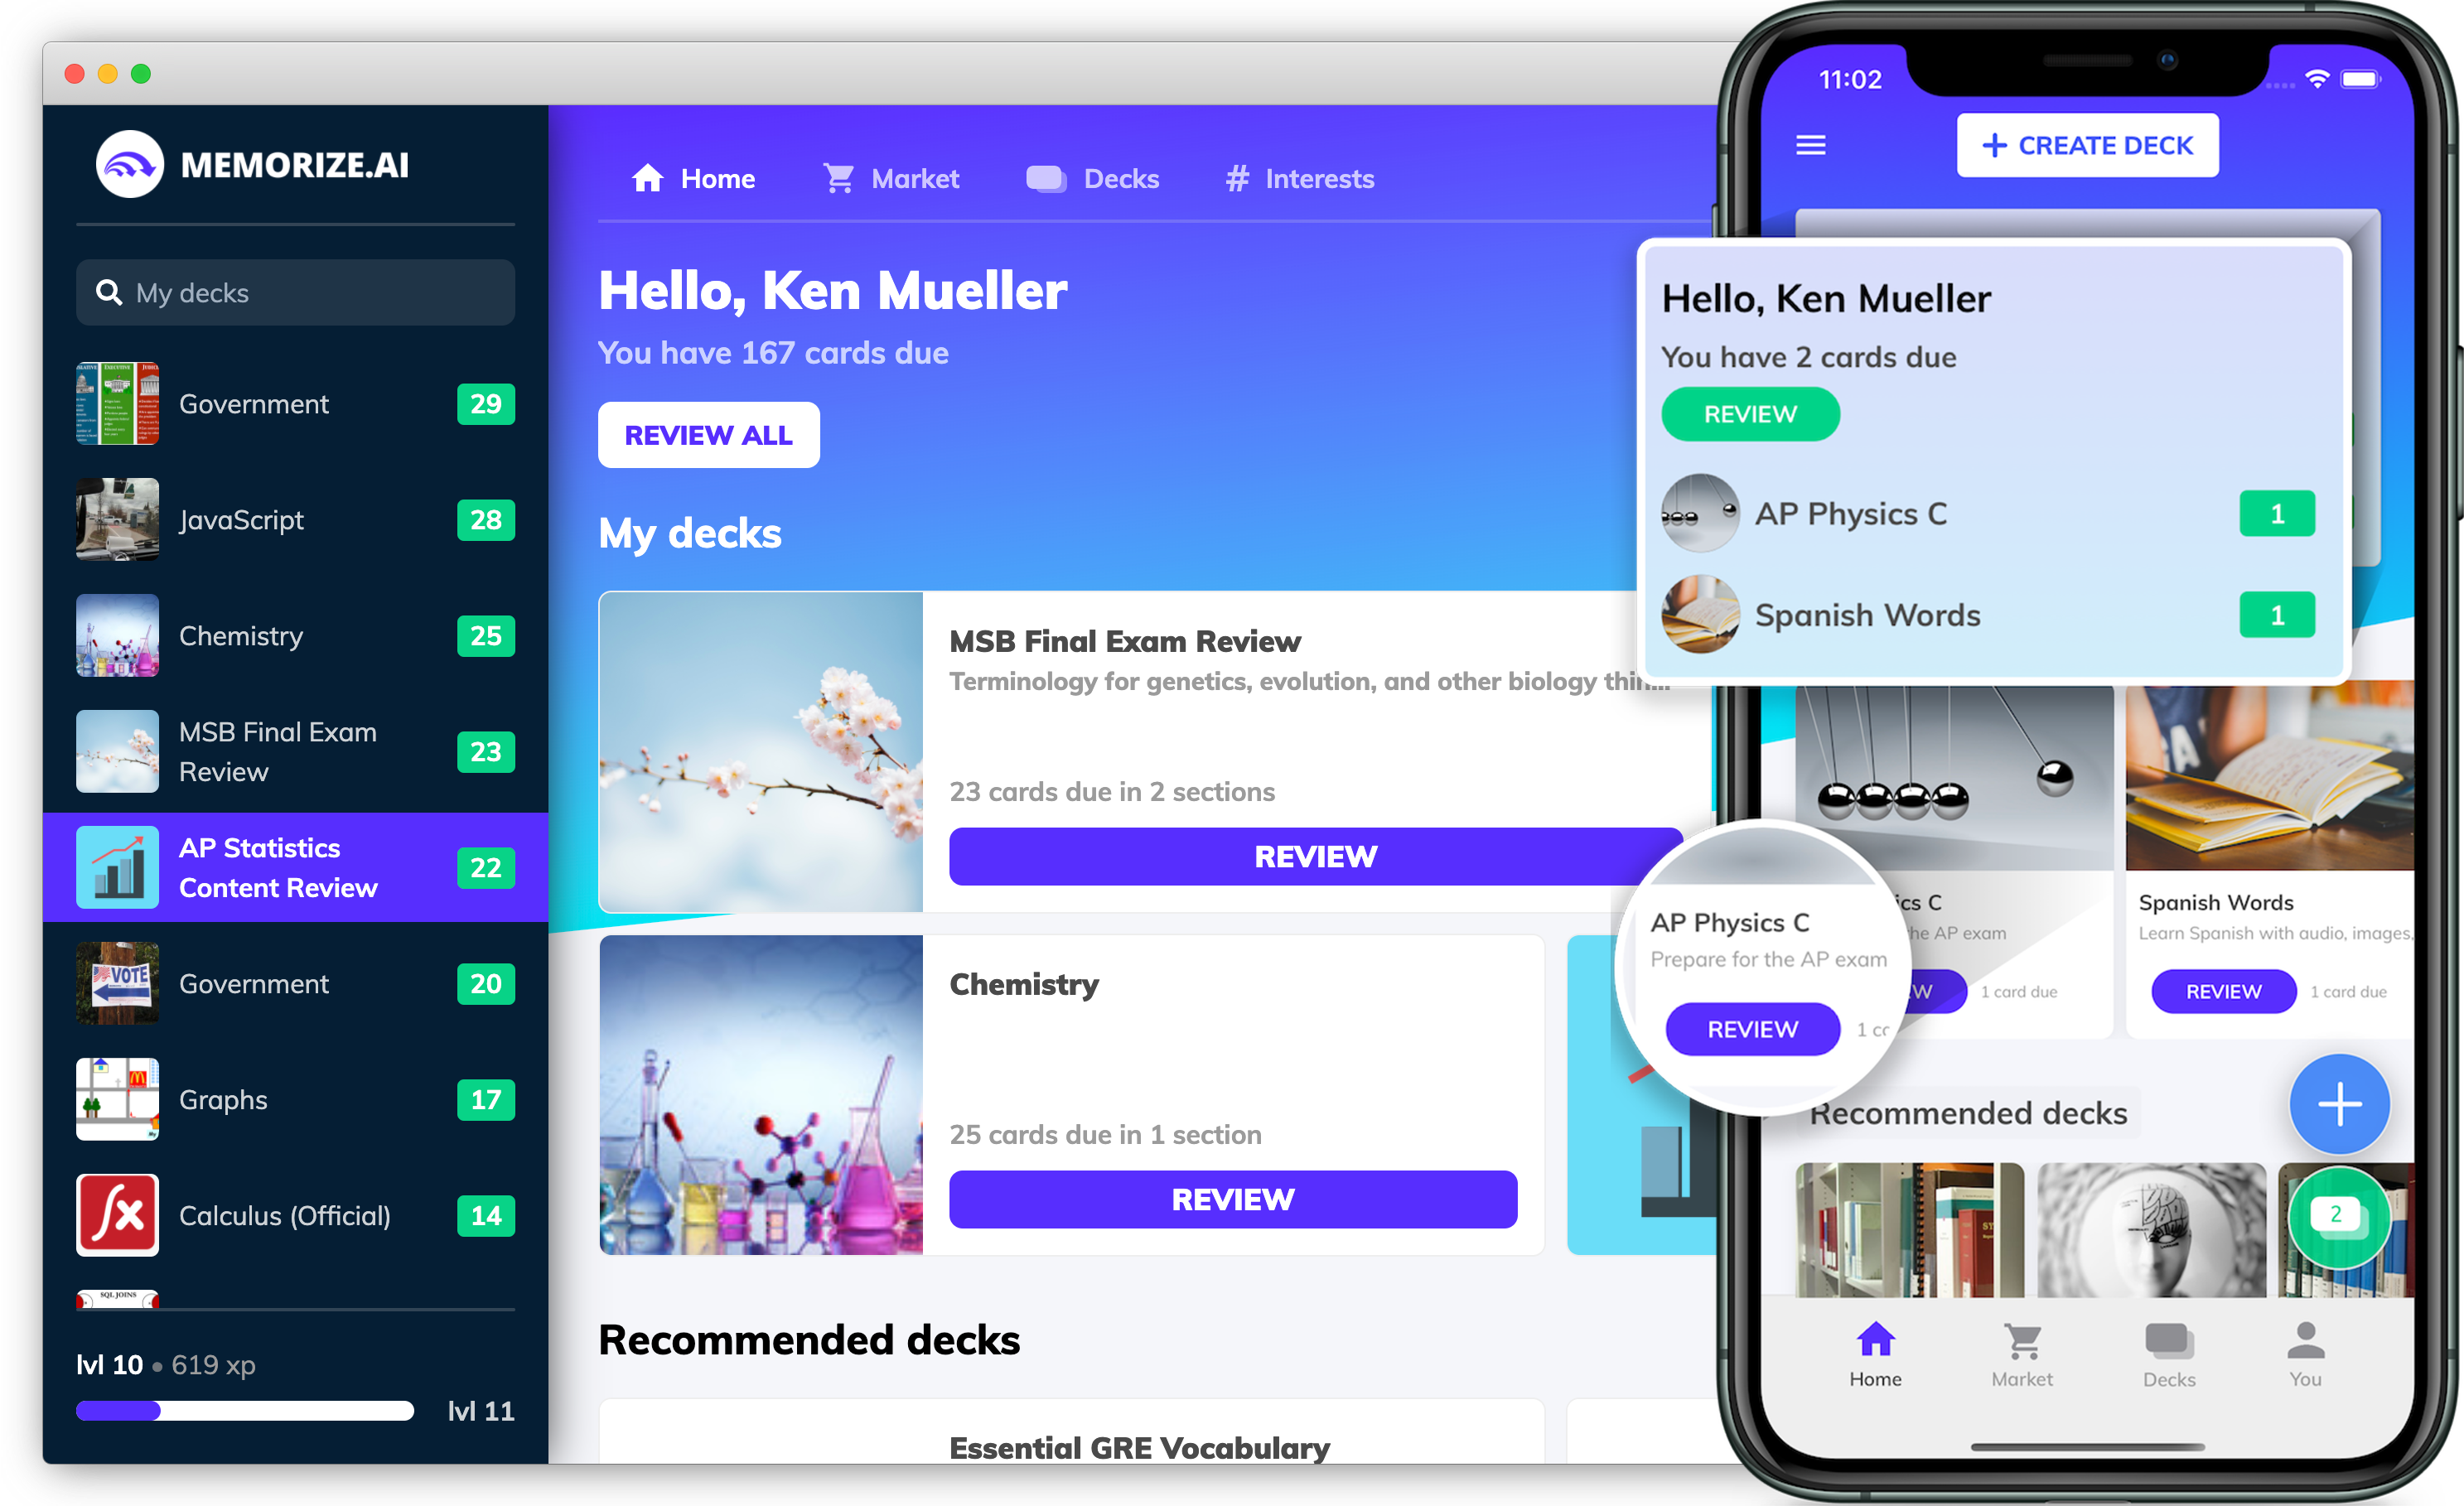 MEMORIZE.AI
My decks
Government
29
JavaScript
28
Chemistry
25
MSB Final Exam
Review
23
AP Statistics
Content Review
22
VOTE
Government
20
Graphs
17
fx
Calculus (Official)
14
SQL JOINS
lvl 10 • 619 xp
lvl 11
Home
Market
Decks
# Interests
Hello, Ken Mueller
You have 167 cards due
REVIEW ALL
My decks
MSB Final Exam Review
Terminology for genetics, evolution, and other biology thin...
23 cards due in 2 sections
REVIEW
Chemistry
25 cards due in 1 section
REVIEW
Recommended decks
Essential GRE Vocabulary
11:02
+ CREATE DECK
Hello, Ken Mueller
You have 2 cards due
REVIEW
AP Physics C
1
Spanish Words
1
AP Physics C
Prepare for the AP exam
REVIEW
ics C
he AP exam
1 card due
Spanish Words
Learn Spanish with audio, images,
REVIEW
1 card due
Recommended decks
2
Home
Market
Decks
You